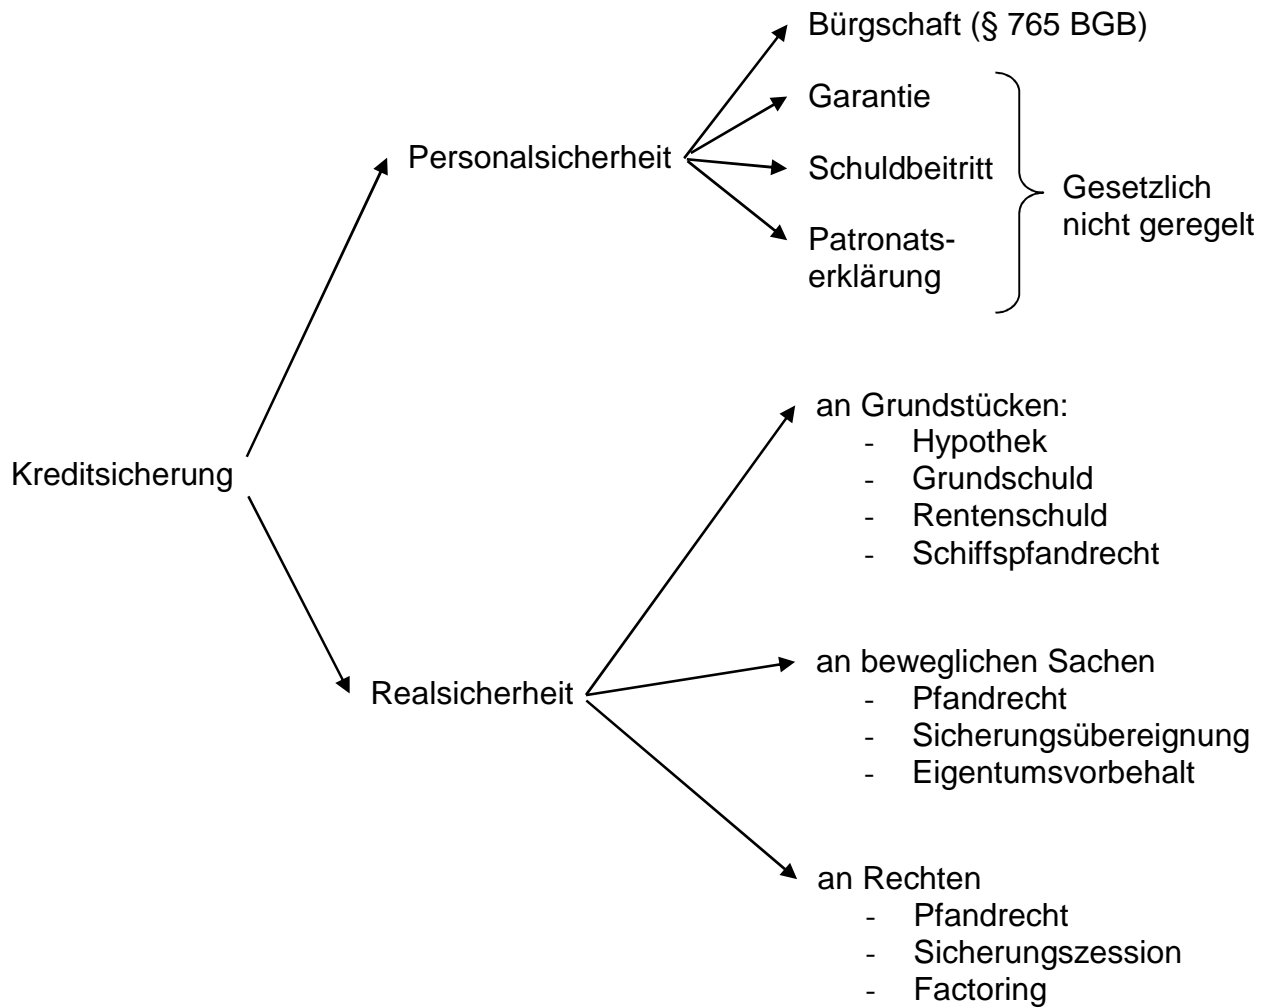 Bürgschaft (§ 765 BGB)
Garantie
Personalsicherheit
Schuldbeitritt
Gesetzlich
nicht geregelt
Patronats-
erklärung
an Grundstücken:
- Hypothek
- Grundschuld
- Rentenschuld
- Schiffspfandrecht
Kreditsicherung
an beweglichen Sachen
- Pfandrecht
- Sicherungsübereignung
- Eigentumsvorbehalt
Realsicherheit
an Rechten
- Pfandrecht
- Sicherungszession
- Factoring